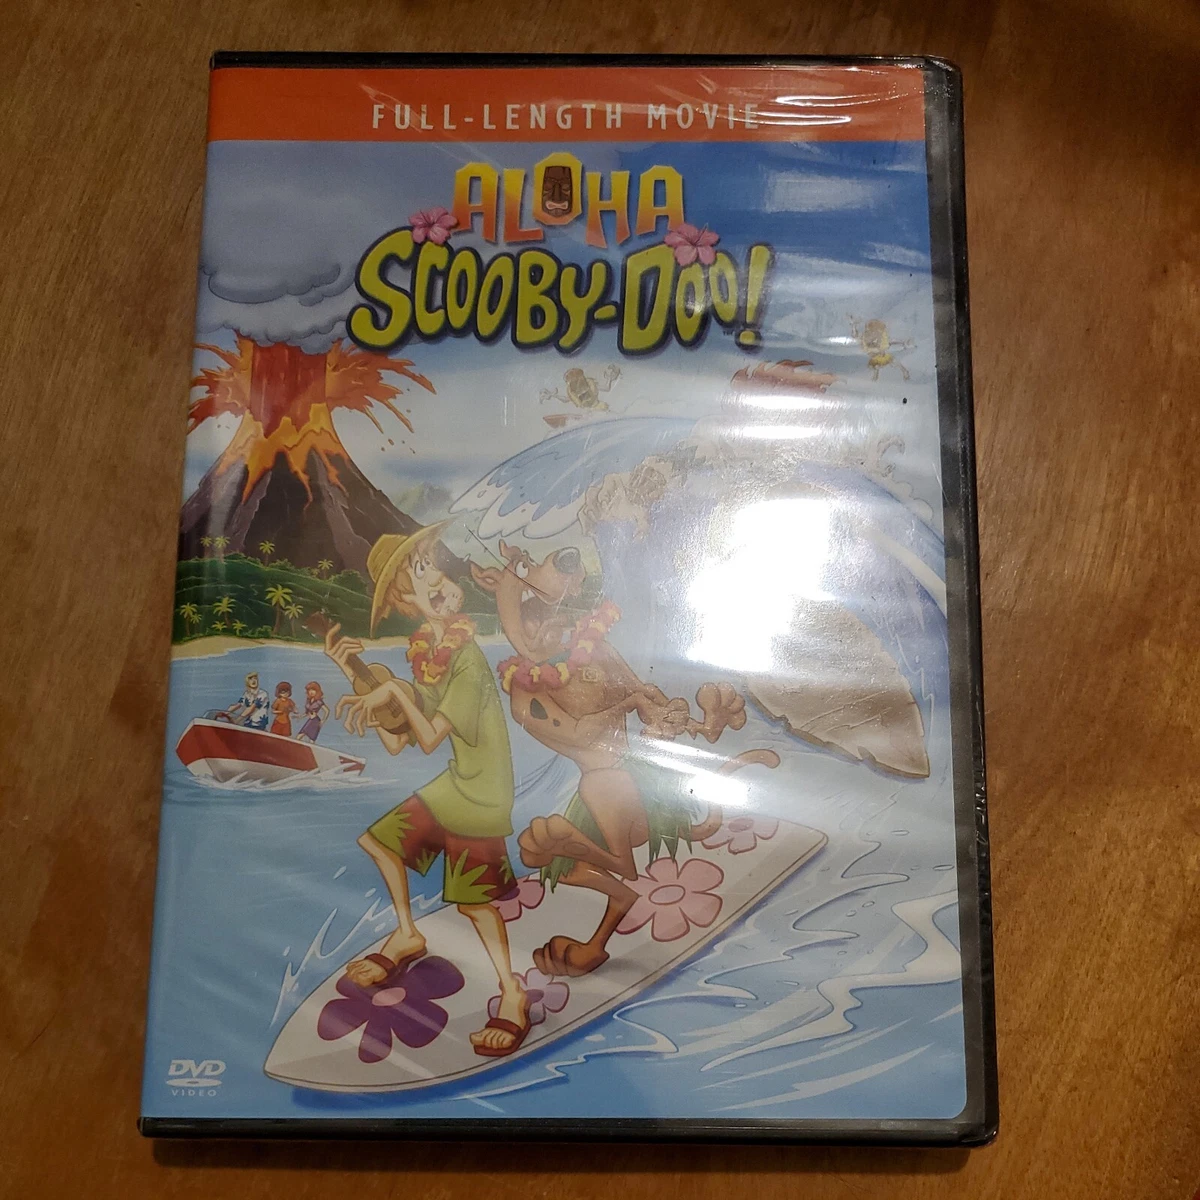 FULL-LENGTH MOVIE
ALOHA
SCOOBY-DOO!
DVD
VIDEO